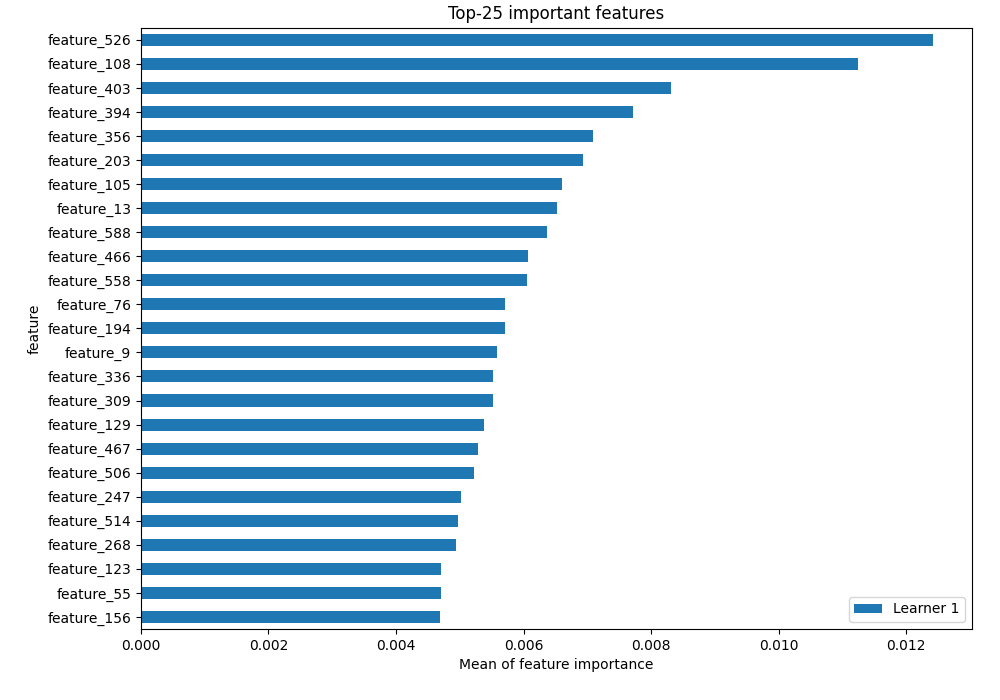 Top-25 important features
feature_526
feature_108
feature_403
feature_394
feature_356
feature_203
feature_105
feature_13
feature_588
feature_466
feature_558
feature_76
feature_194
feature_9
feature_336
feature_309
feature_129
feature_467
feature_506
feature_247
feature_514
feature_268
feature_123
feature_55
feature_156
feature
Learner 1
0.000 0.002 0.004 0.006 0.008 0.010 0.012
Mean of feature importance